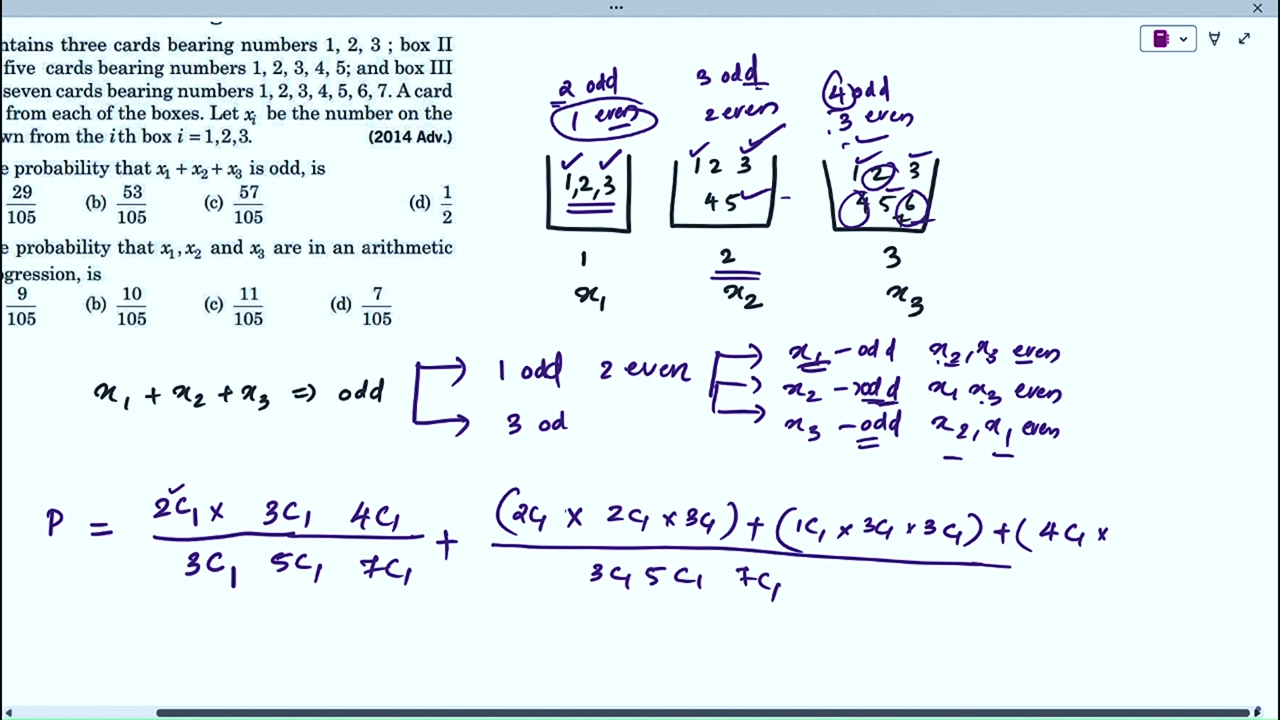 ntains three cards bearing numbers 1, 2, 3 ; box II
five cards bearing numbers 1, 2, 3, 4, 5; and box III
seven cards bearing numbers 1, 2, 3, 4, 5, 6, 7. A card
from each of the boxes. Let xi be the number on the
wn from the i th box i = 1,2,3. (2014 Adv.)
e probability that x₁ + x₂ + x₃ is odd, is
29/105 (b) 53/105 (c) 57/105 (d) 1/2
e probability that x₁, x₂ and x₃ are in an arithmetic
gression, is
9/105 (b) 10/105 (c) 11/105 (d) 7/105
2 odd
1 even
1,2,3
1
x₁
3 odd
2 even
1 2 3
4 5
2
x₂
4 odd
3 even
1 2 3
4 5 6
3
x₃
x₁ + x₂ + x₃ ⇒ odd
1 odd 2 even
3 od
x₁ - odd x₂, x₃ even
x₂ - odd x₁ x₃ even
x₃ - odd x₂, x₁ even
P = (2C₁ × 3C₁ 4C₁)/(3C₁ 5C₁ 7C₁) + ((2C₁ × 2C₁ × 3C₁) + (1C₁ × 3C₁ × 3C₁) + (4C₁ ×)/(3C₁ 5C₁ 7C₁)